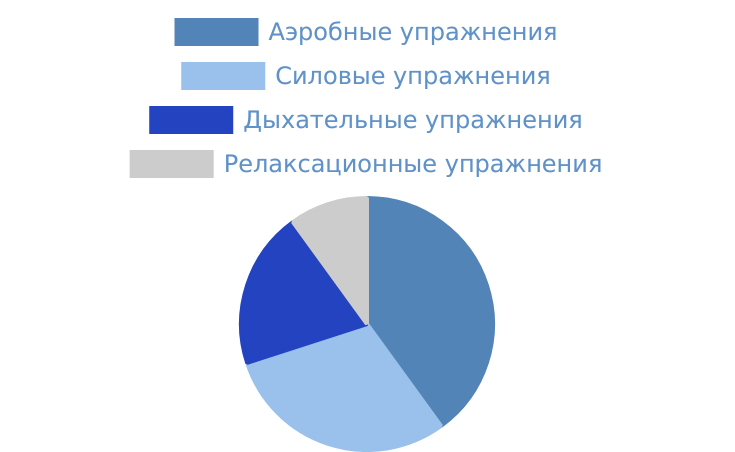 Аэробные упражнения
Силовые упражнения
Дыхательные упражнения
Релаксационные упражнения